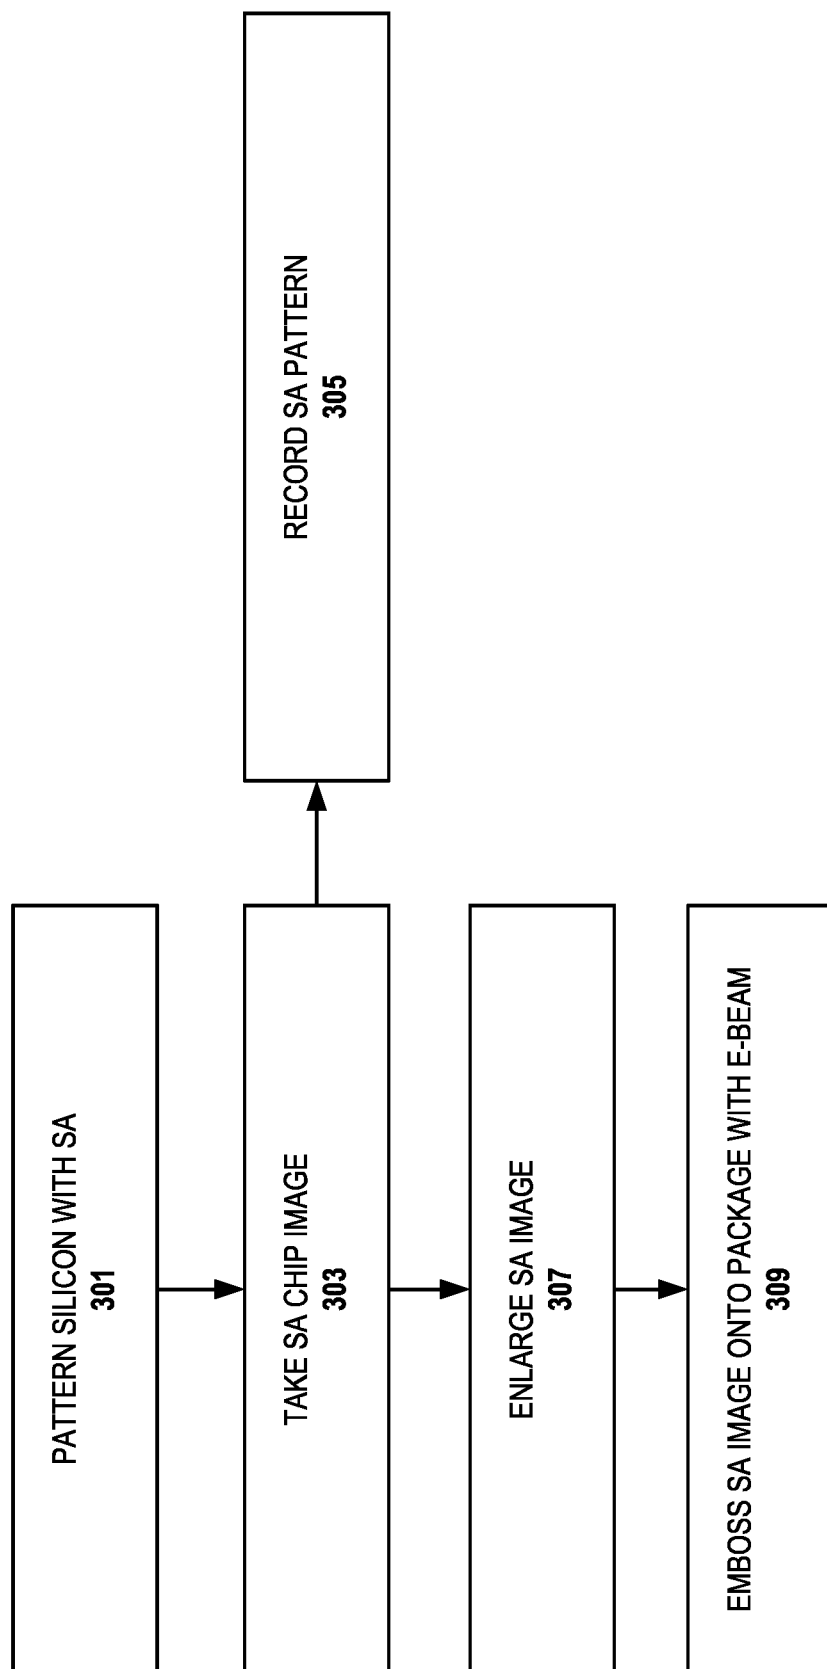 PATTERN SILICON WITH SA
301
TAKE SA CHIP IMAGE
303
RECORD SA PATTERN
305
ENLARGE SA IMAGE
307
EMBOSS SA IMAGE ONTO PACKAGE WITH E-BEAM
309